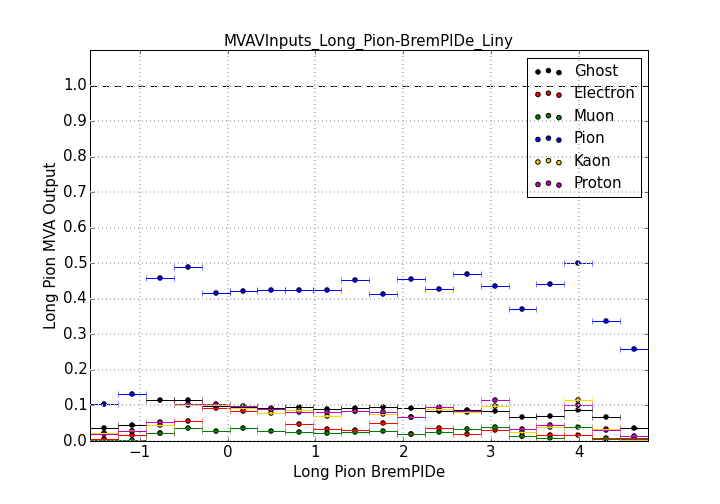 MVAVInputs_Long_Pion-BremPIDe_Liny
Long Pion MVA Output
1.0
0.9
0.8
0.7
0.6
0.5
0.4
0.3
0.2
0.1
0.0
Ghost
Electron
Muon
Pion
Kaon
Proton
−1 0 1 2 3 4
Long Pion BremPIDe